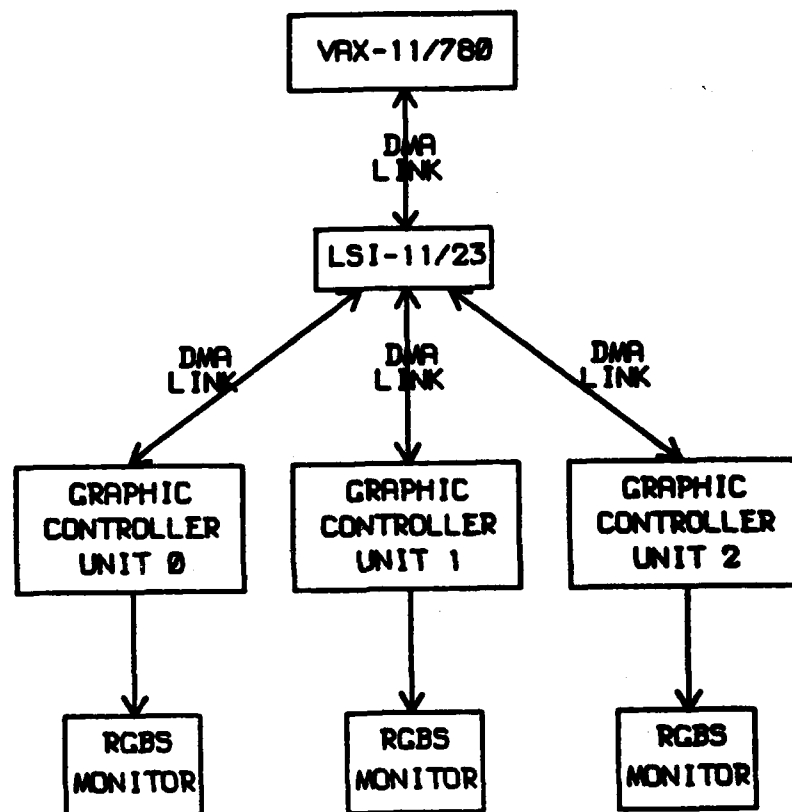 VAX-11/780
DMA
LINK
LSI-11/23
DMA
LINK
DMA
LINK
DMA
LINK
GRAPHIC
CONTROLLER
UNIT 0
GRAPHIC
CONTROLLER
UNIT 1
GRAPHIC
CONTROLLER
UNIT 2
RGBS
MONITOR
RGBS
MONITOR
RGBS
MONITOR